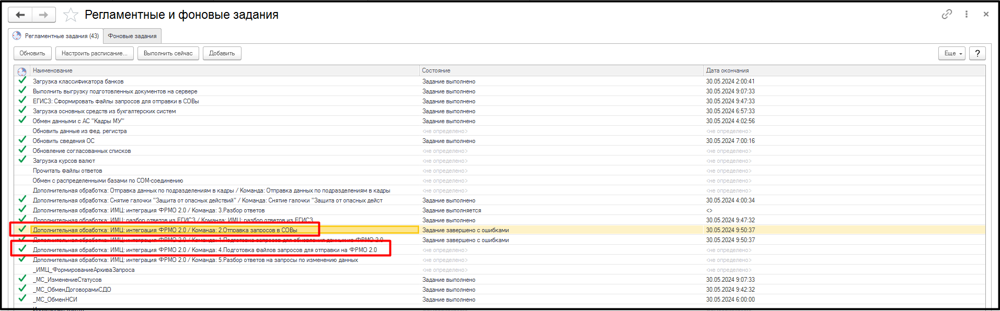 Регламентные и фоновые задания
Регламентные задания (43) Фоновые задания
Обновить Настроить расписание... Выполнить сейчас Добавить Еще ?
Наименование Состояние Дата окончания
Загрузка классификатора банков Задание выполнено 30.05.2024 2:00:41
Выполнить выгрузку подготовленных документов на сервере Задание выполнено 30.05.2024 9:07:33
ЕГИСЗ: Сформировать файлы запросов для отправки в СОВы Задание выполнено 30.05.2024 9:47:33
Загрузка основных средств из бухгалтерских систем Задание выполнено 30.05.2024 6:57:33
Обмен данными с АС "Кадры МУ" Задание выполнено 30.05.2024 4:02:56
Обновить данные из фед. регистра <не определено> <не определено>
Обновить сведения ОС Задание выполнено 30.05.2024 7:00:16
Обновление согласованных списков <не определено> <не определено>
Загрузка курсов валют <не определено> <не определено>
Прочитать файлы ответов <не определено> <не определено>
Обмен с распределенными базами по COM-соединению <не определено> <не определено>
Дополнительная обработка: Отправка данных по подразделениям в кадры / Команда: Отправка данных по подразделениям в кадры <не определено> <не определено>
Дополнительная обработка: Снятие галочки "Защита от опасных действий" / Команда: Снятие галочки "Защита от опасных дейст Задание выполнено 30.05.2024 4:00:34
Дополнительная обработка: ИМЦ: интеграция ФРМО 2.0 / Команда: 3.Разбор ответов Задание выполняется <>
Дополнительная обработка: ИМЦ: разбор ответов из ЕГИСЗ / Команда: ИМЦ: разбор ответов из ЕГИСЗ Задание выполнено 30.05.2024 9:47:32
Дополнительная обработка: ИМЦ: интеграция ФРМО 2.0 / Команда: 2.Отправка запросов в СОВы Задание завершено с ошибками 30.05.2024 9:50:37
Дополнительная обработка: ИМЦ: интеграция ФРМО 2.0 / Команда: 1.Подготовка запросов для обновления данных из ФРМО 2.0 Задание завершено с ошибками 30.05.2024 9:50:37
Дополнительная обработка: ИМЦ: интеграция ФРМО 2.0 / Команда: 4.Подготовка файлов запросов для отправки на ФРМО 2.0 <не определено> <не определено>
Дополнительная обработка: ИМЦ: интеграция ФРМО 2.0 / Команда: 5.Разбор ответов на запросы по изменению данных <не определено> <не определено>
_ИМЦ_ФормированиеАрхиваЗапроса <не определено> <не определено>
_МС_ИзменениеСтатусов Задание выполнено 30.05.2024 9:07:33
_МС_ОбменДоговорамиСДО Задание выполнено 30.05.2024 9:42:32
_МС_ОбменНСИ Задание выполнено 30.05.2024 6:00:00